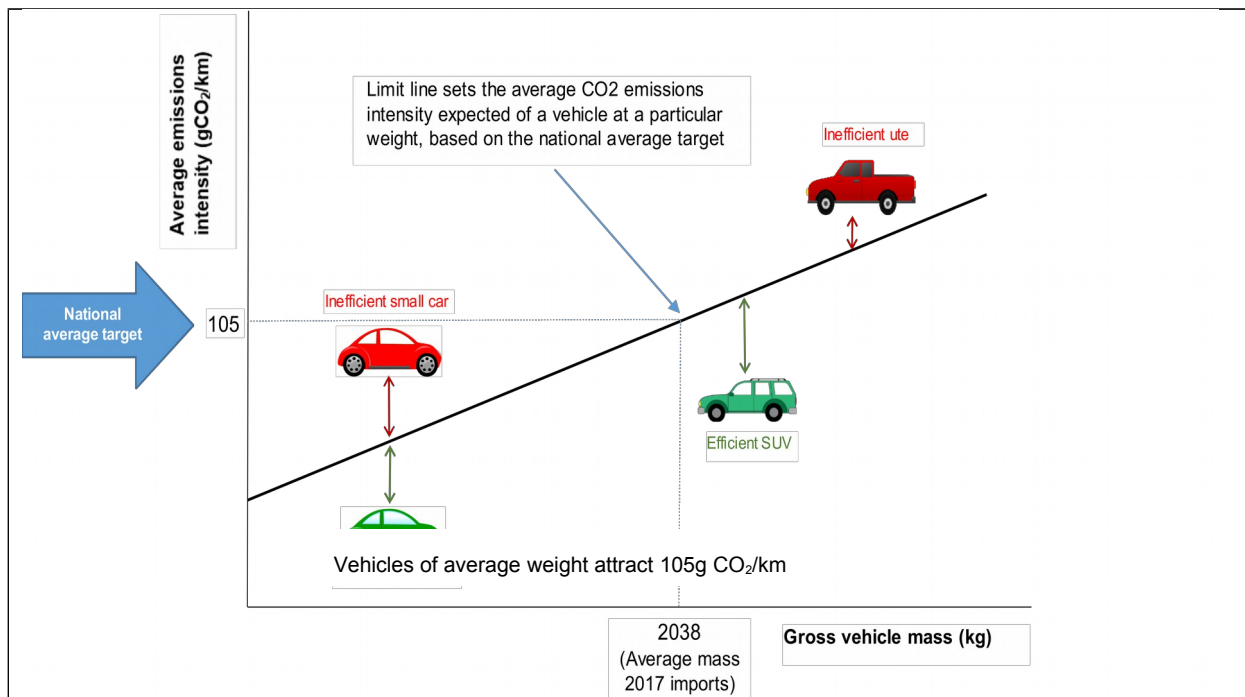 Average emissions
intensity (gCO₂/km)
Limit line sets the average CO2 emissions
intensity expected of a vehicle at a particular
weight, based on the national average target
Inefficient ute
National
average target
105
Inefficient small car
Efficient SUV
Vehicles of average weight attract 105g CO₂/km
2038
(Average mass
2017 imports)
Gross vehicle mass (kg)